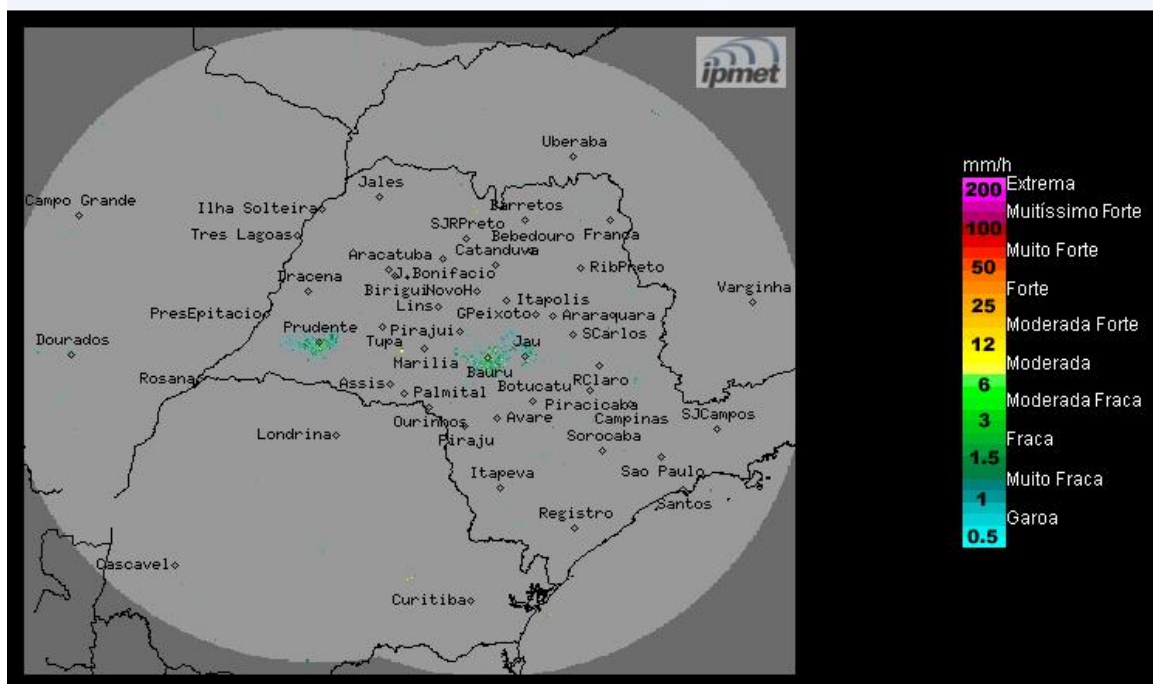 ipmet
Uberaba
Jales
Campo Grande
Ilha Solteira
Barretos
SJRPreto
Tres Lagoas
Bebedouro
Franca
Catanduva
Aracatuba
J.Bonifacio
RibPreto
Dracena
Birigui
NovoH
Varginha
Itapolis
Lins
GPeixoto
Araraquara
PresEpitacio
Prudente
Pirajui
SCarlos
Dourados
Tupa
Jau
Marilia
Bauru
Rosana
Assis
Botucatu
RClaro
Palmital
Piracicaba
Ourinhos
Avare
Campinas
SJCampos
Londrina
Piraju
Sorocaba
Itapeva
Sao Paulo
Santos
Registro
Cascavel
Curitiba
mm/h
200 Extrema
Muitíssimo Forte
100
Muito Forte
50
Forte
25
Moderada Forte
12
Moderada
6
Moderada Fraca
3
Fraca
1.5
Muito Fraca
1
Garoa
0.5